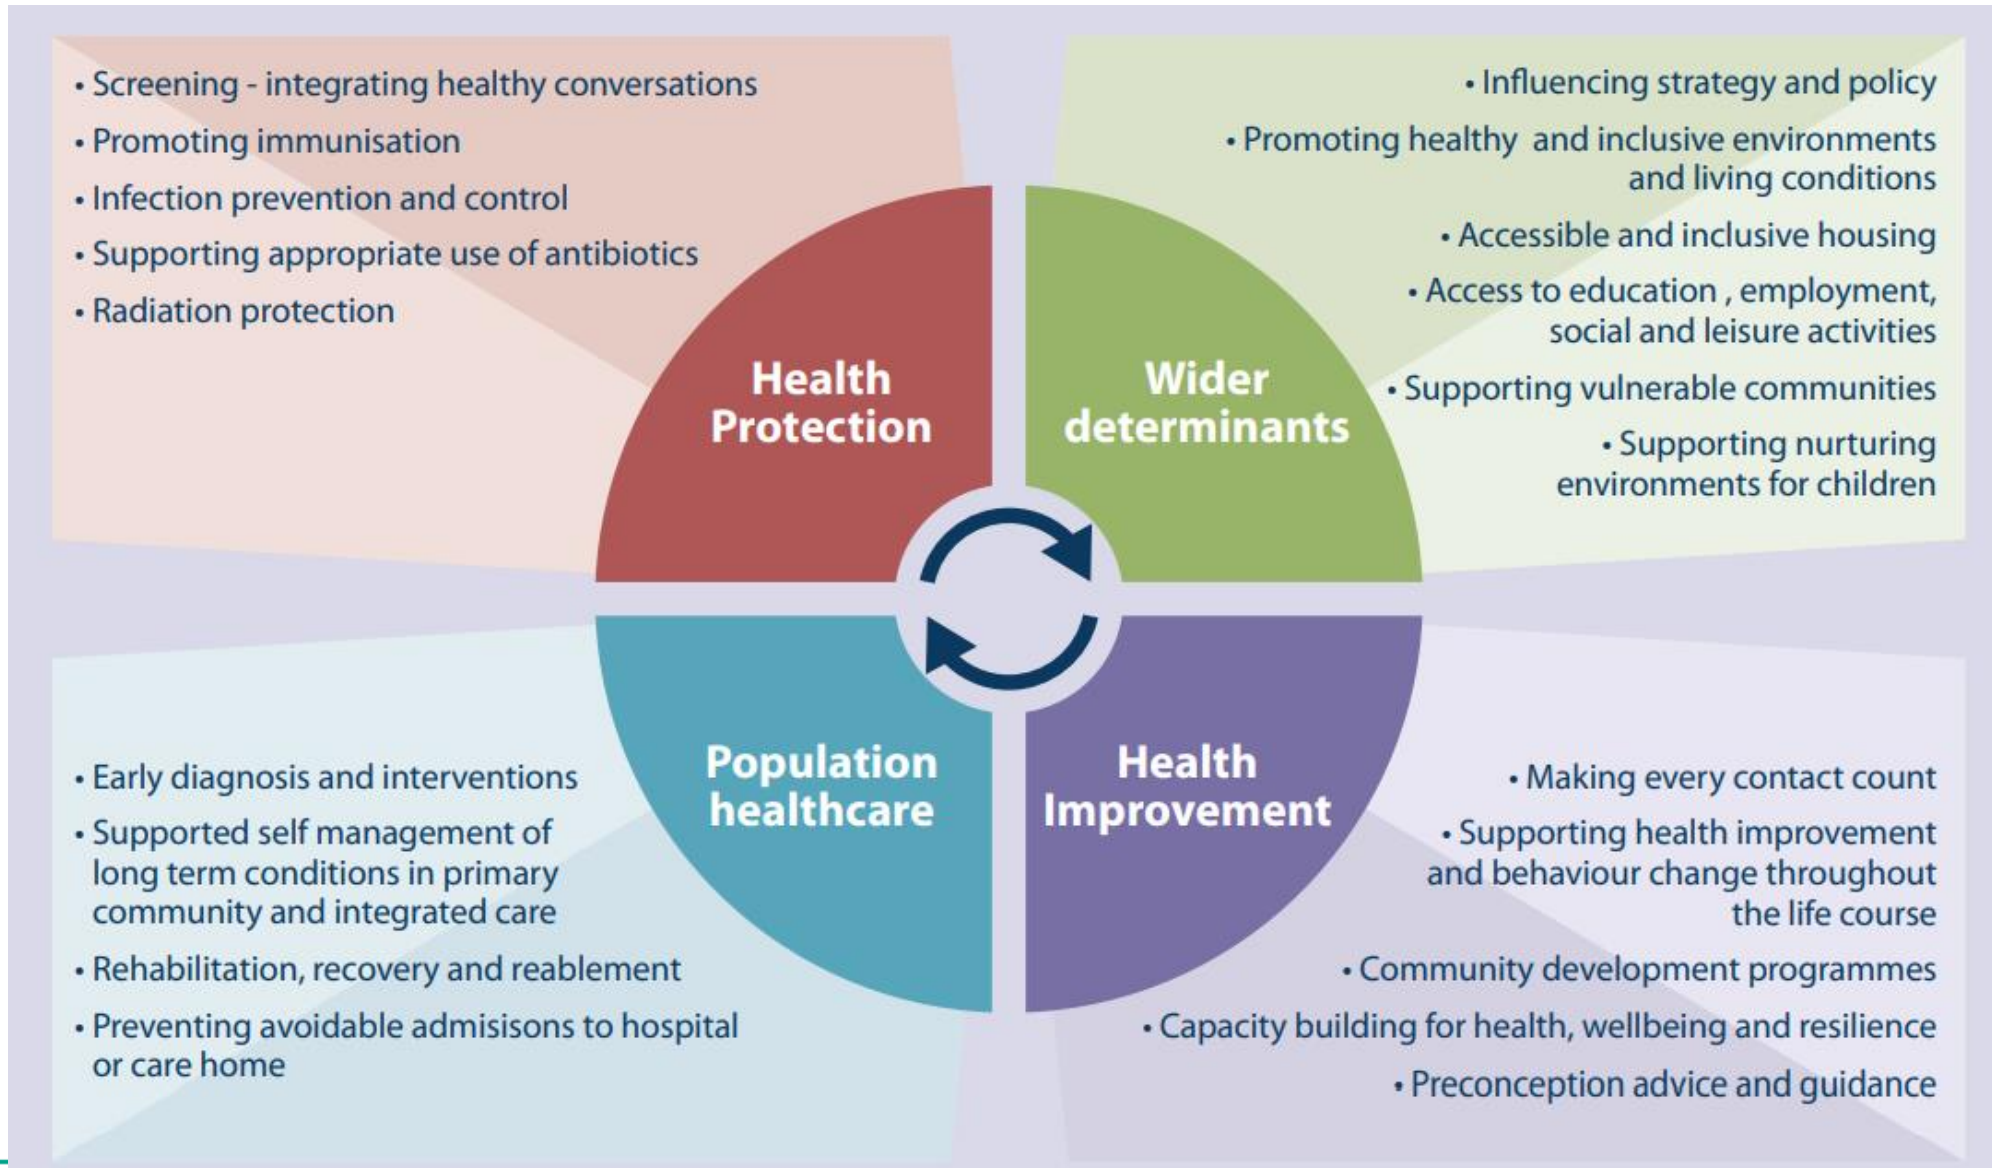 • Screening - integrating healthy conversations
• Promoting immunisation
• Infection prevention and control
• Supporting appropriate use of antibiotics
• Radiation protection
Health
Protection
• Influencing strategy and policy
• Promoting healthy and inclusive environments
and living conditions
• Accessible and inclusive housing
• Access to education , employment,
social and leisure activities
• Supporting vulnerable communities
• Supporting nurturing
environments for children
Wider
determinants
• Early diagnosis and interventions
• Supported self management of
long term conditions in primary
community and integrated care
• Rehabilitation, recovery and reablement
• Preventing avoidable admisisons to hospital
or care home
Population
healthcare
Health
Improvement
• Making every contact count
• Supporting health improvement
and behaviour change throughout
the life course
• Community development programmes
• Capacity building for health, wellbeing and resilience
• Preconception advice and guidance